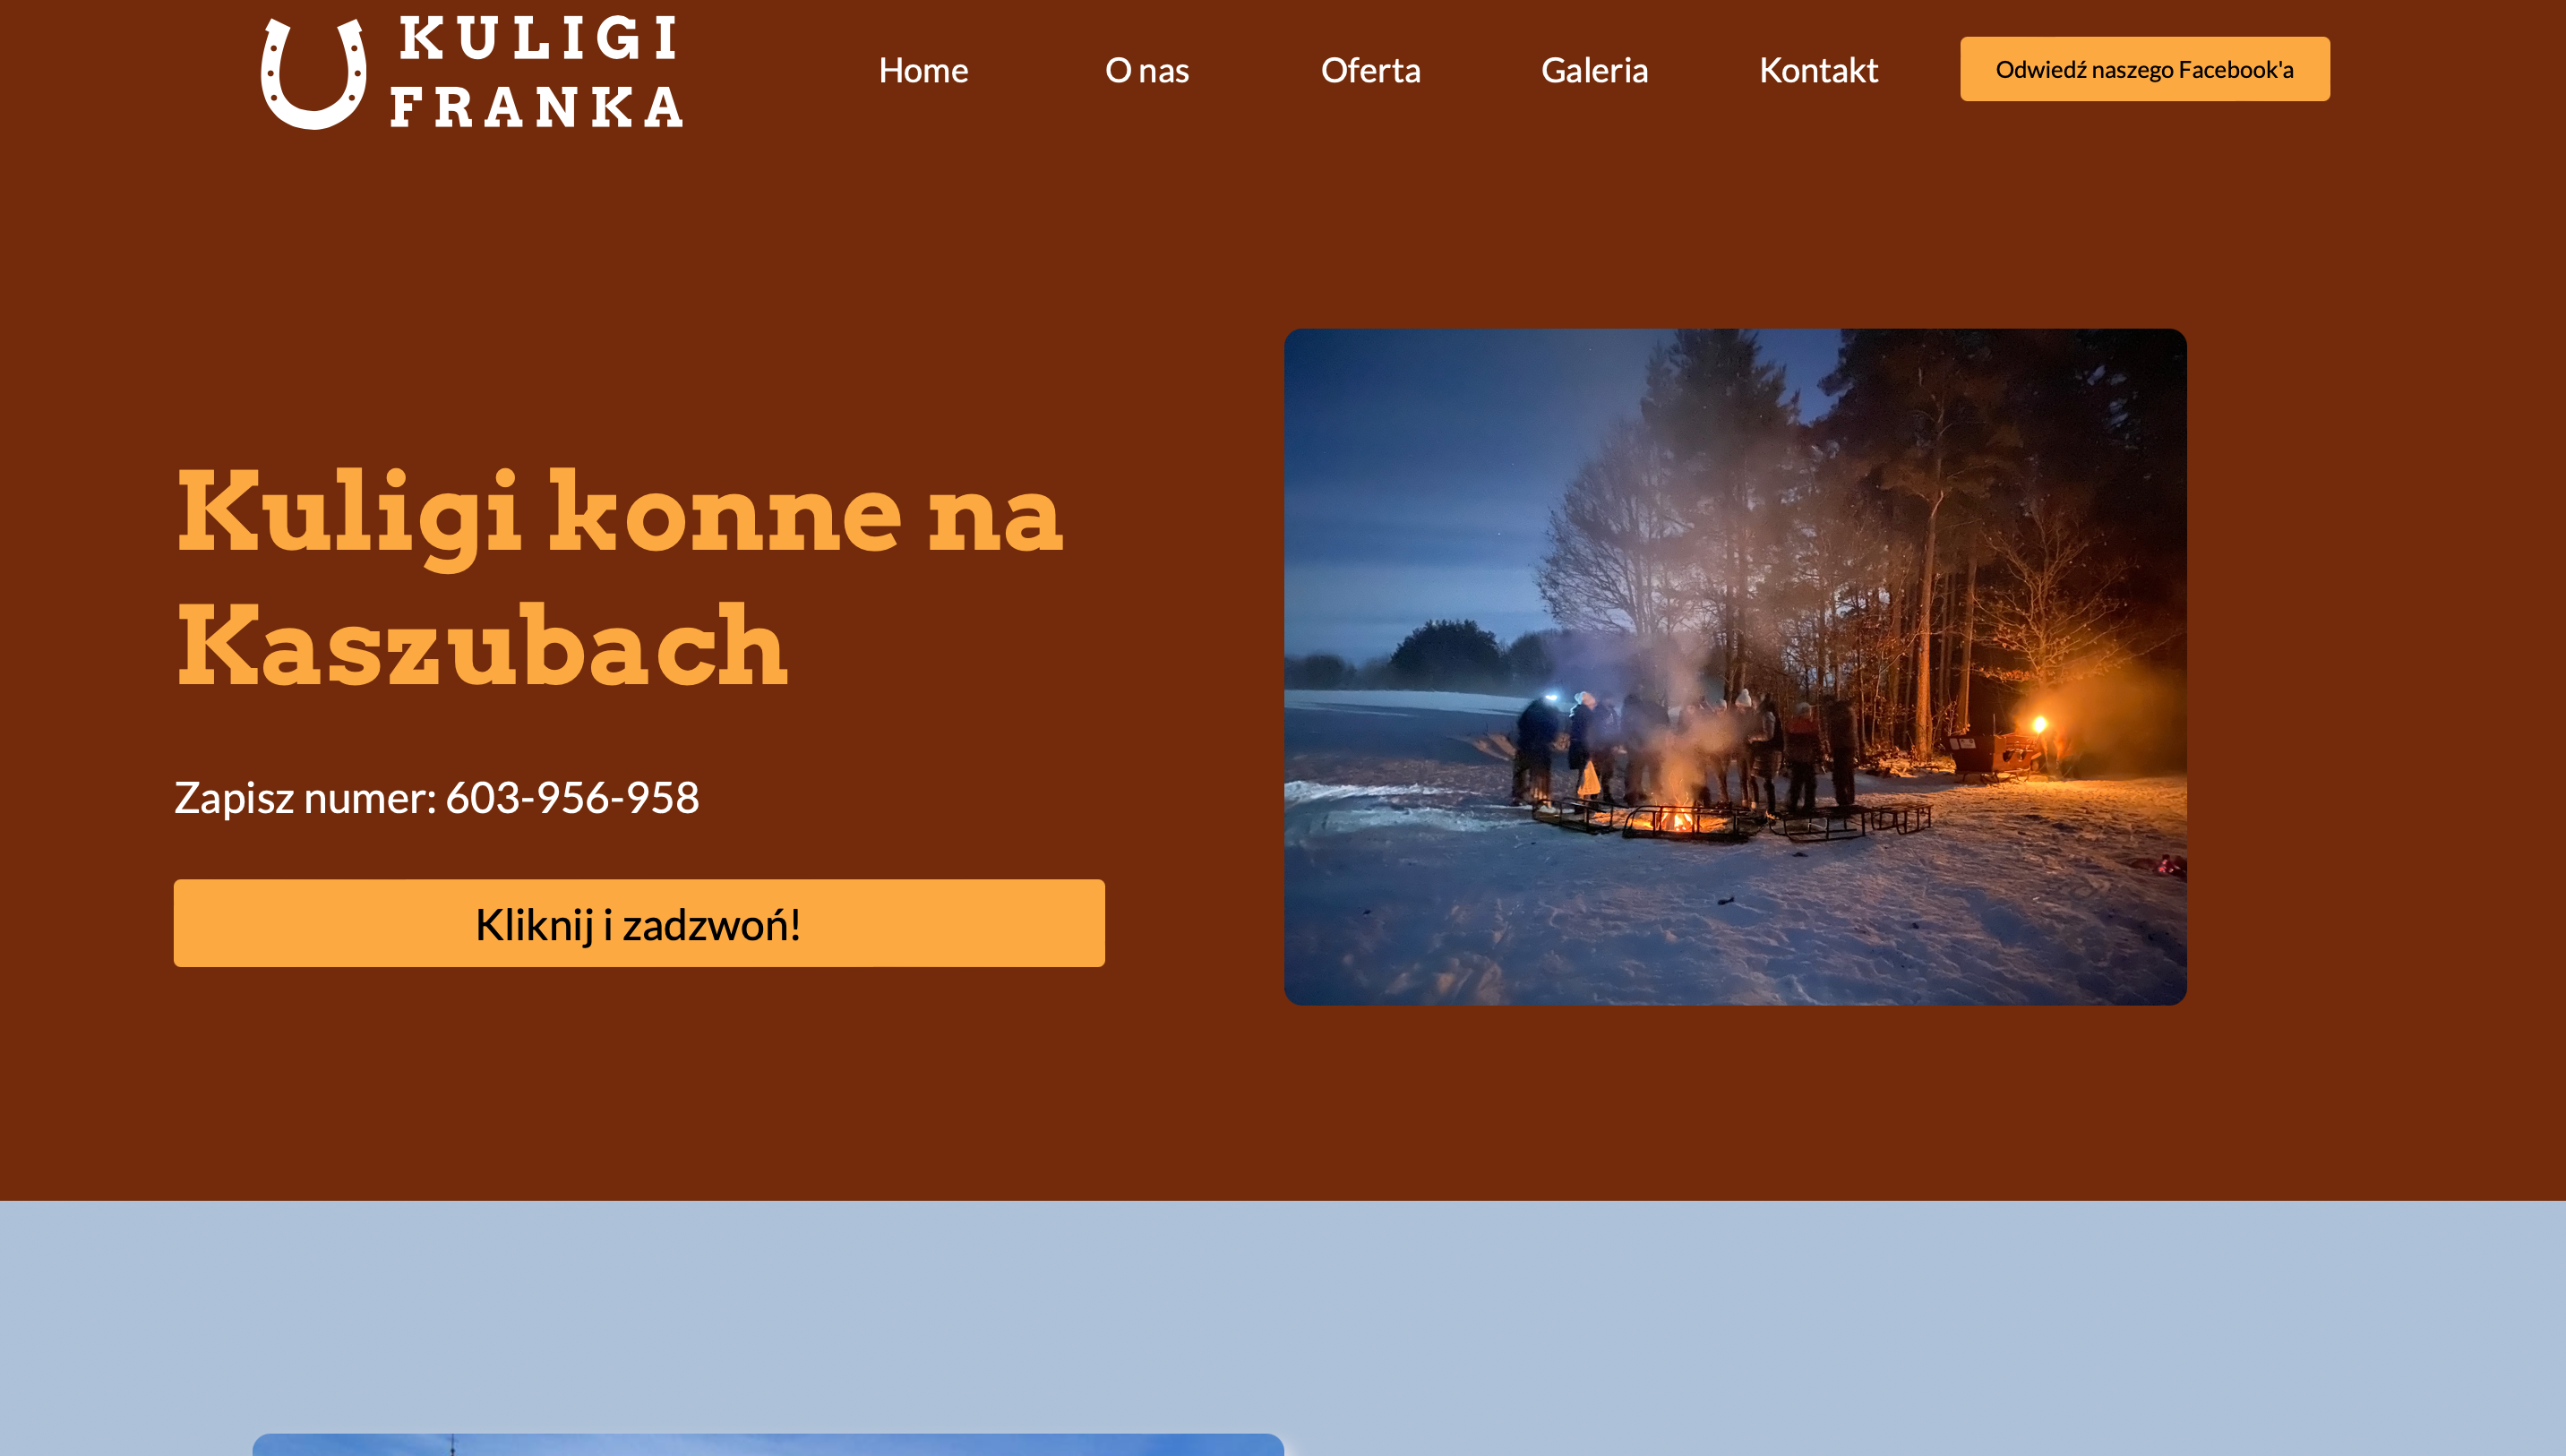 KULIGI
FRANKA
Home
O nas
Oferta
Galeria
Kontakt
Odwiedź naszego Facebook'a
Kuligi konne na
Kaszubach
Zapisz numer: 603-956-958
Kliknij i zadzwoń!